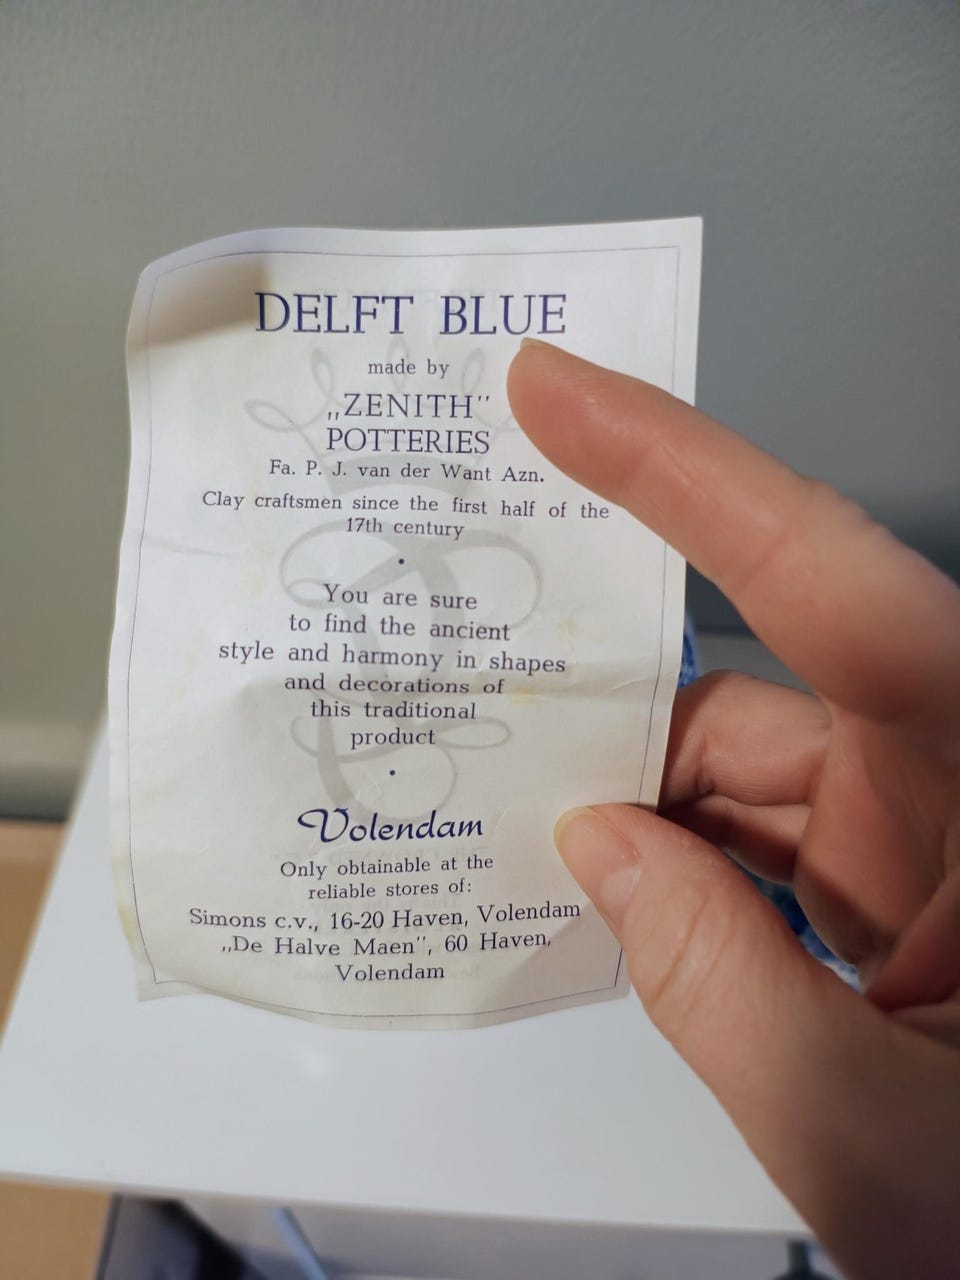 DELFT BLUE
made by
„ZENITH"
POTTERIES
Fa. P. J. van der Want Azn.
Clay craftsmen since the first half of the
17th century
•
You are sure
to find the ancient
style and harmony in shapes
and decorations of
this traditional
product
•
Volendam
Only obtainable at the
reliable stores of:
Simons c.v., 16-20 Haven, Volendam
„De Halve Maen", 60 Haven,
Volendam